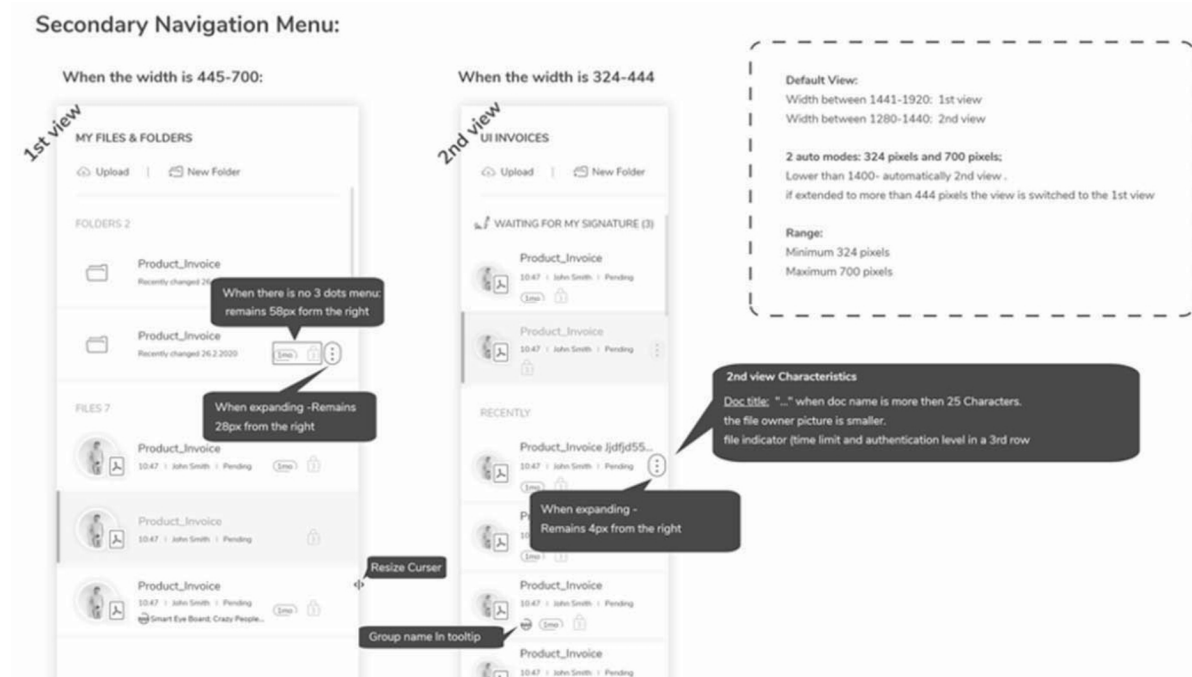 Secondary Navigation Menu:
When the width is 445-700:
1st view
MY FILES & FOLDERS
Upload | New Folder
FOLDERS 2
Product_Invoice
Recently changed 26.
When there is no 3 dots menu:
remains 58px form the right
Product_Invoice
Recently changed 26.2.2020
1mo
When expanding -Remains
28px from the right
FILES 7
Product_Invoice
10:47 | John Smith | Pending
1mo
Product_Invoice
10:47 | John Smith | Pending
Resize Curser
Product_Invoice
10:47 | John Smith | Pending
Smart Eye Board, Crazy People...
1mo
When the width is 324-444
2nd view
UI INVOICES
Upload | New Folder
WAITING FOR MY SIGNATURE (3)
Product_Invoice
10:47 | John Smith | Pending
1mo
Product_Invoice
10:47 | John Smith | Pending
RECENTLY
Product_Invoice Jjdfjd55...
10:47 | John Smith | Pending
1mo
When expanding -
Remains 4px from the right
P
10
1mo
Product_Invoice
10:47 | John Smith | Pending
1mo
Group name In tooltip
Product_Invoice
10:47 | John Smith | Pending
Default View:
Width between 1441-1920: 1st view
Width between 1280-1440: 2nd view
2 auto modes: 324 pixels and 700 pixels;
Lower than 1400- automatically 2nd view .
if extended to more than 444 pixels the view is switched to the 1st view
Range:
Minimum 324 pixels
Maximum 700 pixels
2nd view Characteristics
Doc title: "..." when doc name is more then 25 Characters.
the file owner picture is smaller.
file indicator (time limit and authentication level in a 3rd row